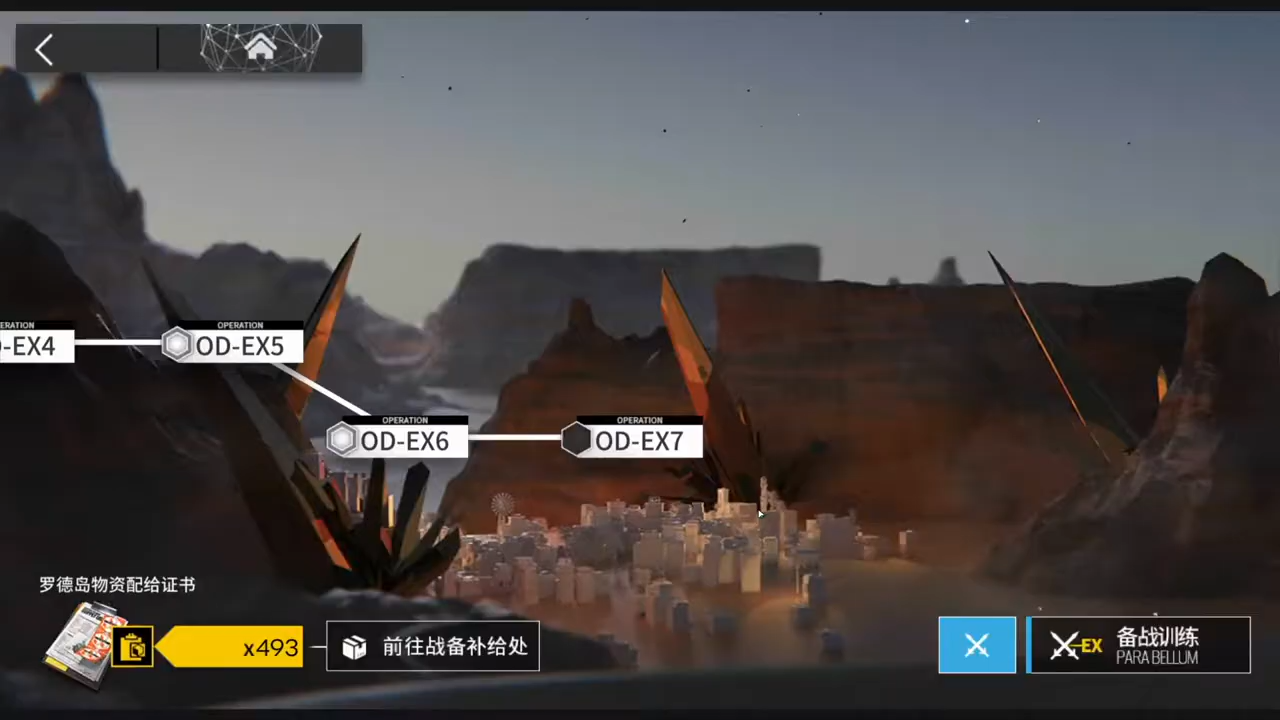 OPERATION
OD-EX5
ERATION
-EX4
OPERATION
OD-EX6
OPERATION
OD-EX7
罗德岛物资配给证书
x493
前往战备补给处
EX
备战训练
PARA BELLUM